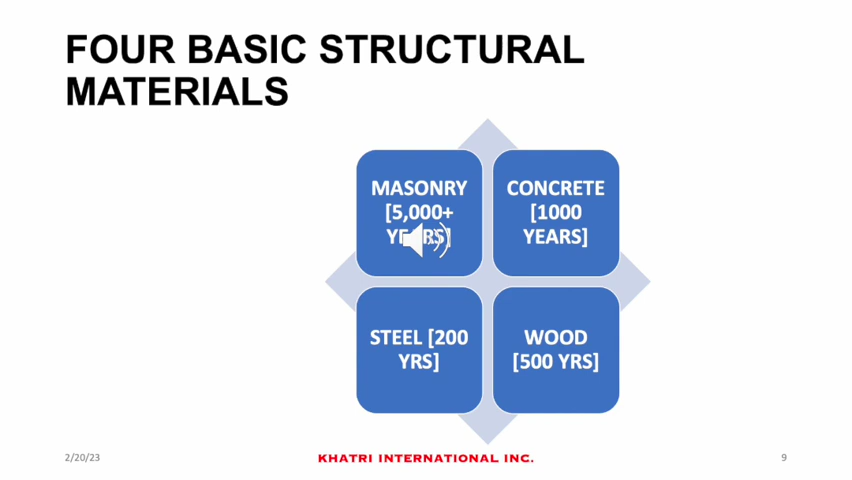 FOUR BASIC STRUCTURAL
MATERIALS
MASONRY
[5,000+
YEARS]
CONCRETE
[1000
YEARS]
STEEL [200
YRS]
WOOD
[500 YRS]
2/20/23
KHATRI INTERNATIONAL INC.
9